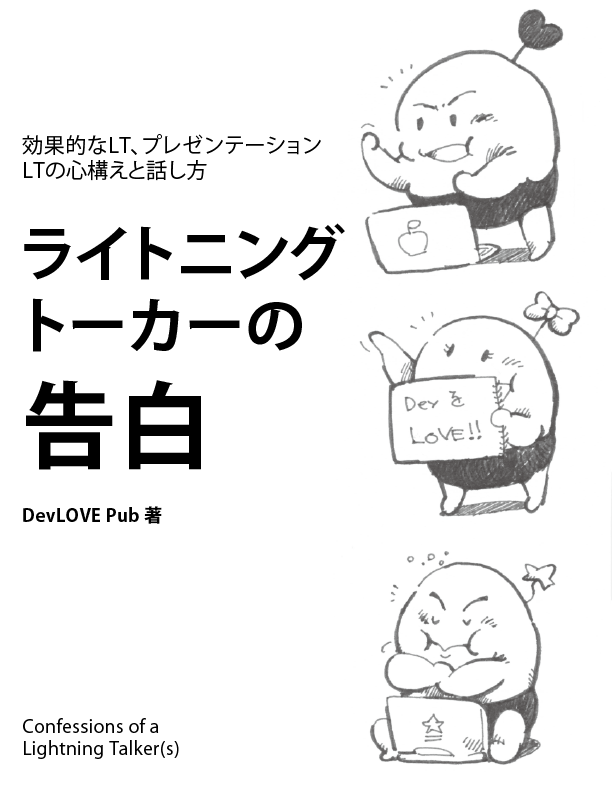 効果的なLT、プレゼンテーション
LTの心構えと話し方
ライトニング
トーカーの
告白
DevLOVE Pub 著
Dev を
LOVE!!
Confessions of a
Lightning Talker(s)